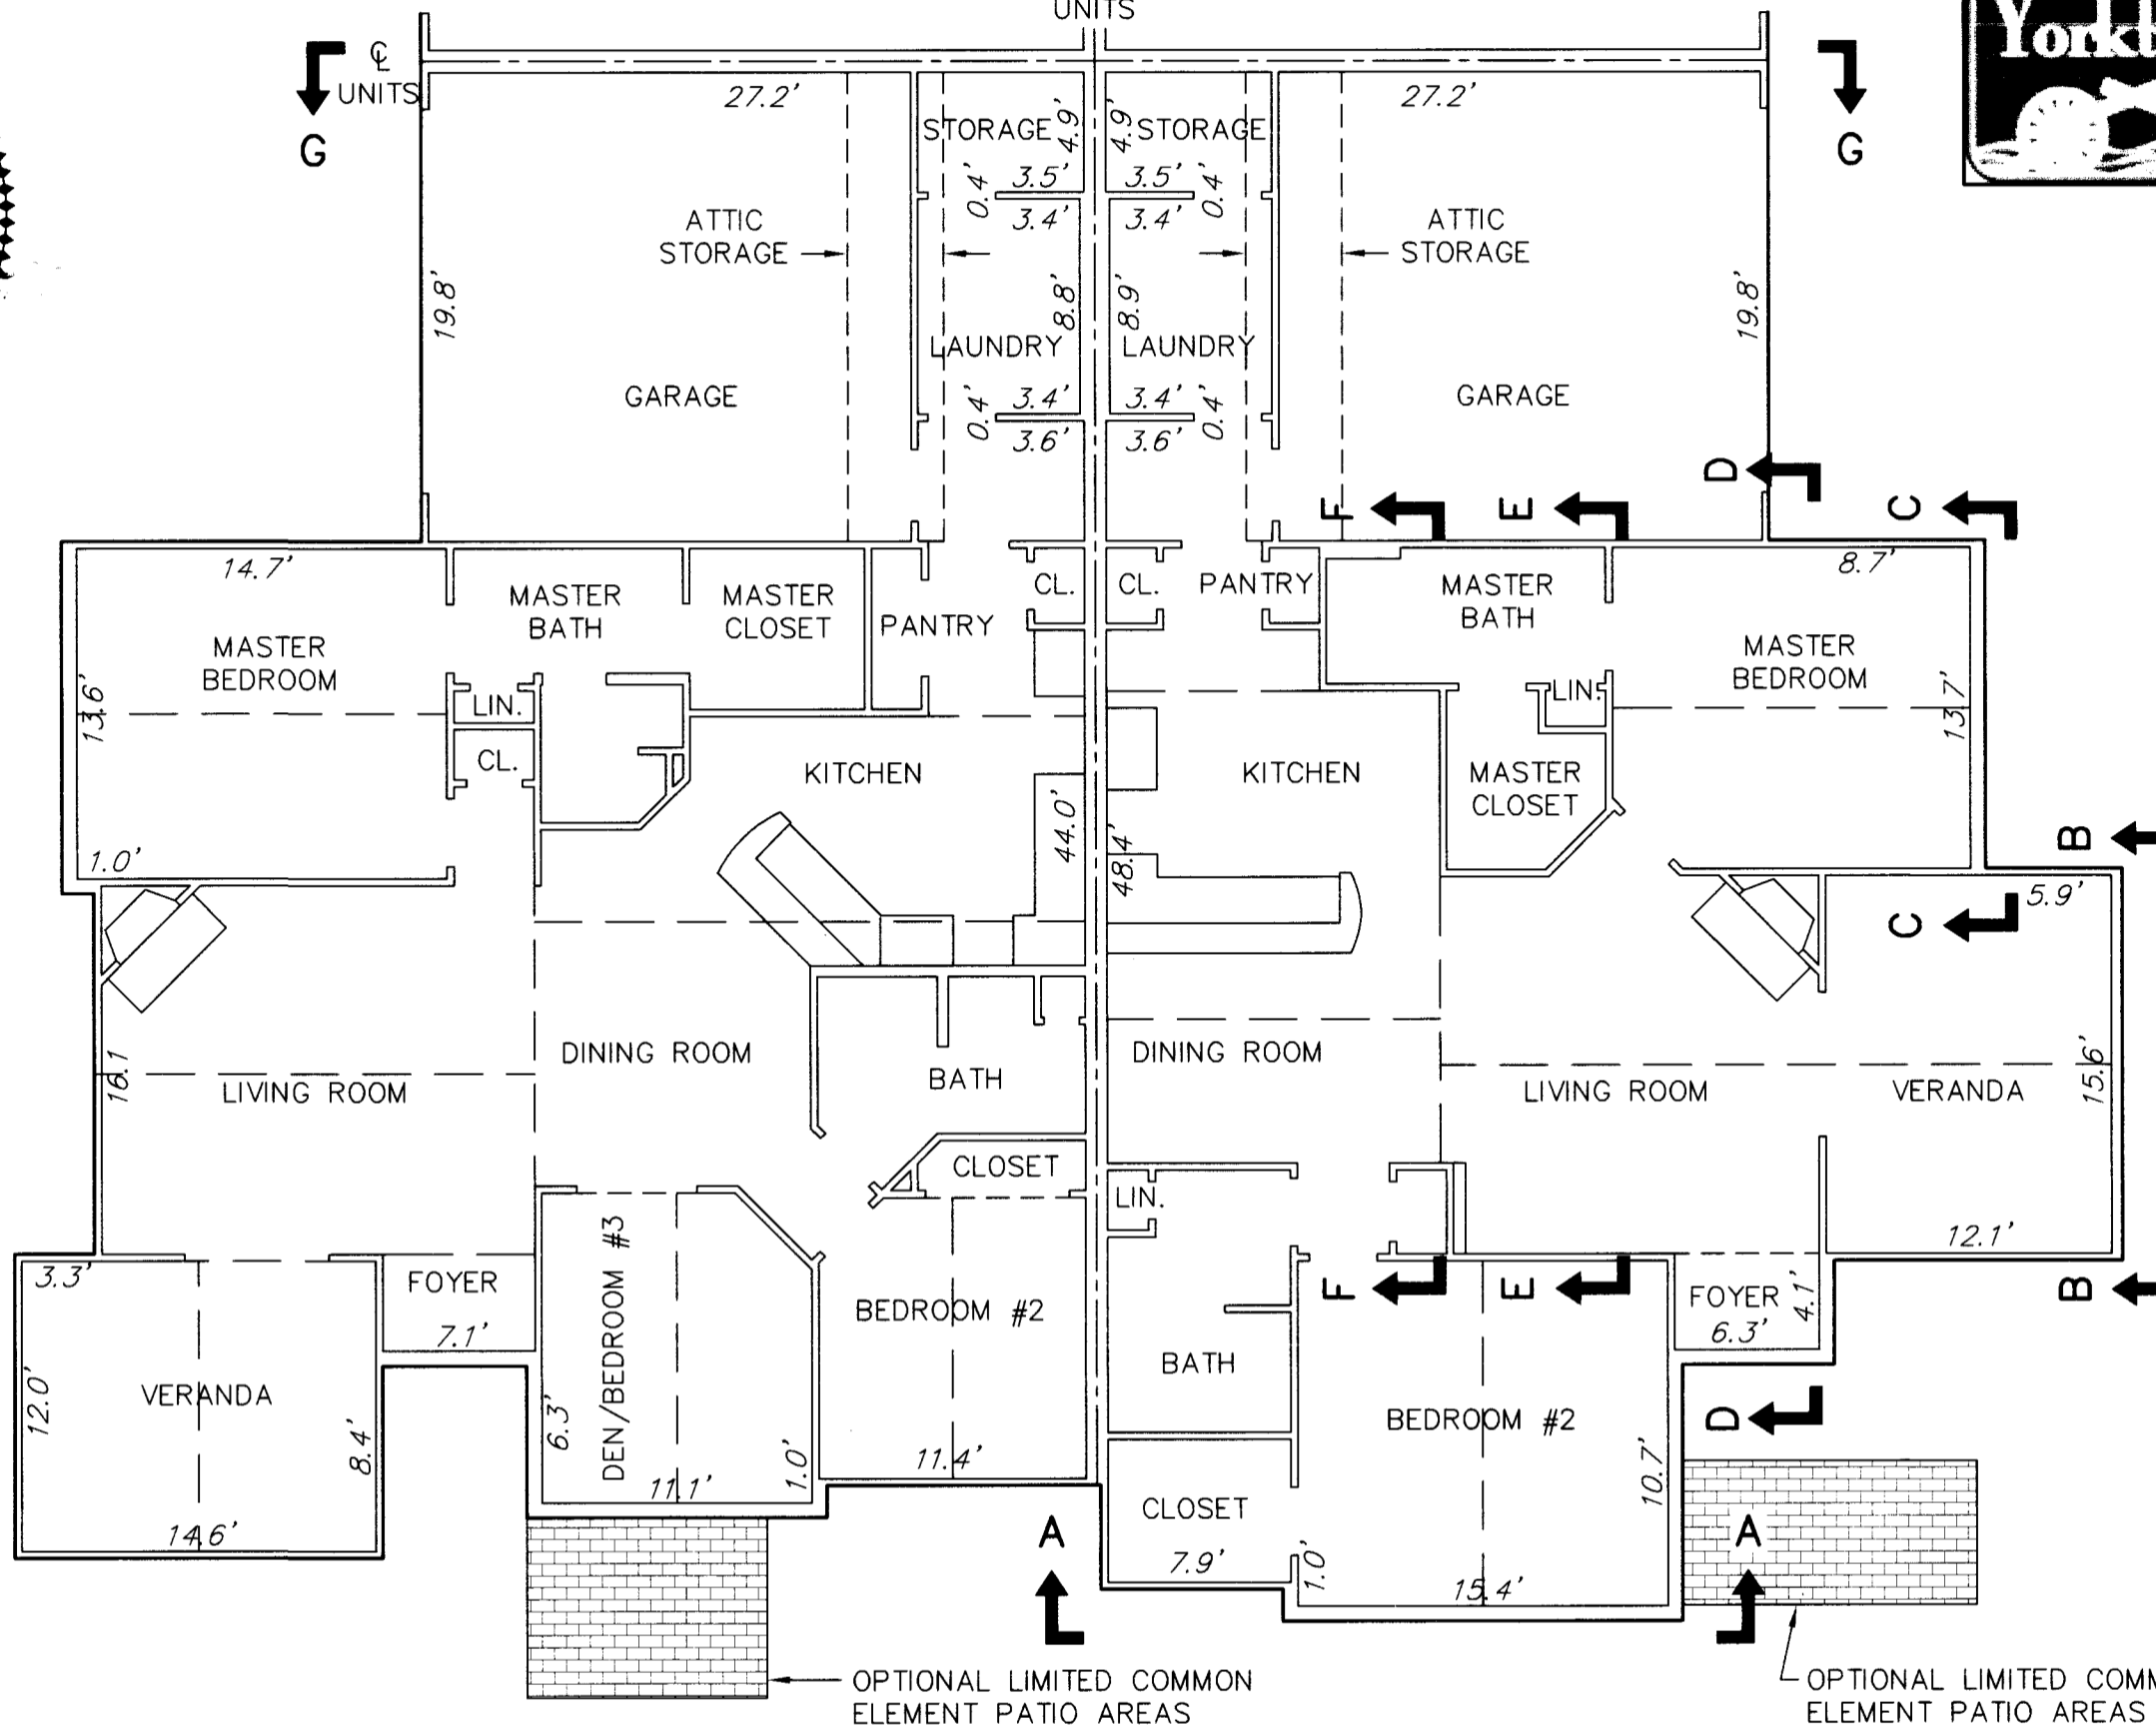 UNITS
℄
UNITS
G
27.2'
27.2'
G
STORAGE
4.9'
4.9'
STORAGE
3.5'
3.5'
0.4'
0.4'
3.4'
3.4'
ATTIC
STORAGE
ATTIC
STORAGE
19.8'
8.8'
8.9'
19.8'
LAUNDRY
LAUNDRY
GARAGE
GARAGE
0.4'
3.4'
3.4'
0.4'
3.6'
3.6'
D
F
E
C
14.7'
8.7'
MASTER
BATH
MASTER
CLOSET
PANTRY
CL.
CL.
PANTRY
MASTER
BATH
MASTER
BEDROOM
MASTER
BEDROOM
13.6'
LIN.
LIN.
13.7'
CL.
KITCHEN
KITCHEN
MASTER
CLOSET
44.0'
48.4'
B
1.0'
5.9'
C
DINING ROOM
DINING ROOM
BATH
16.1
LIVING ROOM
LIVING ROOM
VERANDA
15.6'
CLOSET
LIN.
12.1'
3.3'
FOYER
7.1'
DEN/BEDROOM #3
BEDROOM #2
F
E
FOYER
4.1'
6.3'
B
VERANDA
12.0'
8.4'
6.3'
1.0'
BATH
BEDROOM #2
D
11.4'
11.1'
10.7'
14.6'
CLOSET
7.9'
1.0'
15.4'
A
A
OPTIONAL LIMITED COMMON
ELEMENT PATIO AREAS
OPTIONAL LIMITED COMM
ELEMENT PATIO AREAS